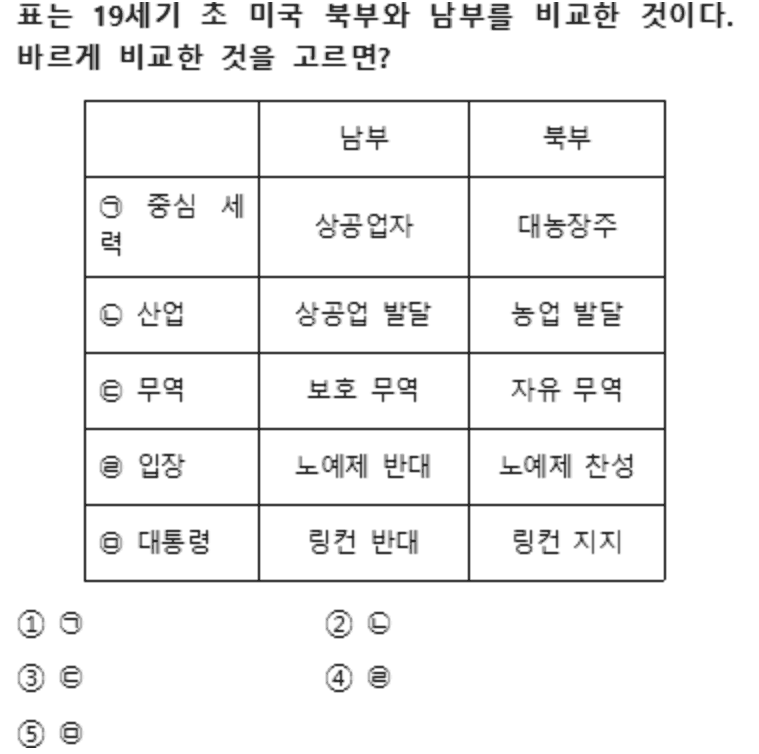 표는 19세기 초 미국 북부와 남부를 비교한 것이다.
바르게 비교한 것을 고르면?
남부 북부
㉠ 중심 세
력 상공업자 대농장주
㉡ 산업 상공업 발달 농업 발달
㉢ 무역 보호 무역 자유 무역
㉣ 입장 노예제 반대 노예제 찬성
㉤ 대통령 링컨 반대 링컨 지지
① ㉠ ② ㉡
③ ㉢ ④ ㉣
⑤ ㉤